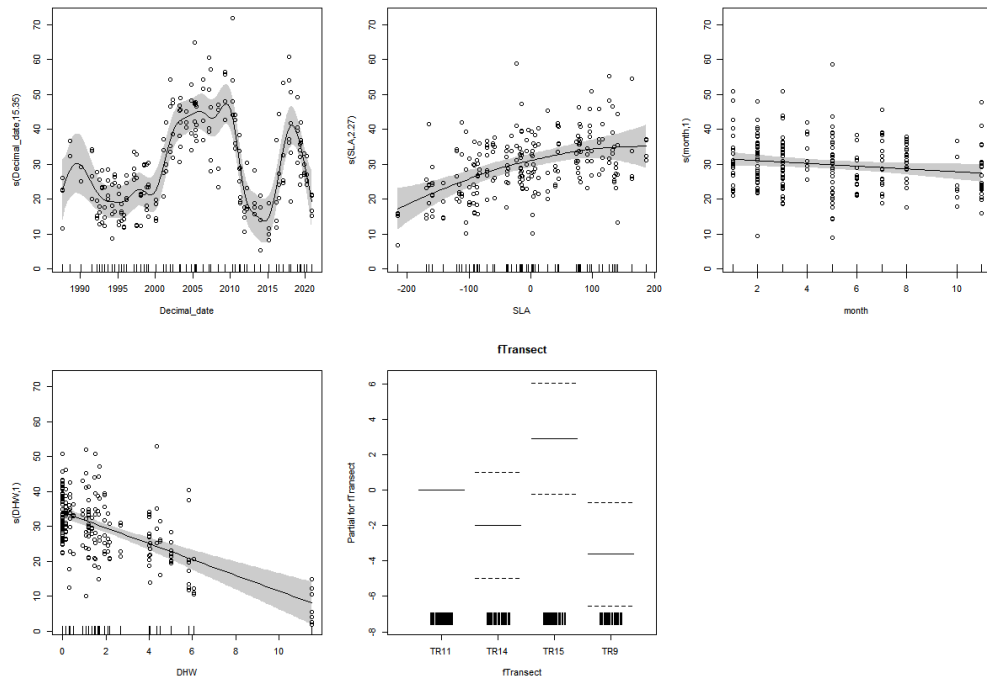 s(Decimal_date,15.35)
70
60
50
40
30
20
10
0
1990 1995 2000 2005 2010 2015 2020
Decimal_date
s(SLA,2.27)
70
60
50
40
30
20
10
0
-200 -100 0 100 200
SLA
s(month,1)
70
60
50
40
30
20
10
0
2 4 6 8 10
month
s(DHW,1)
70
60
50
40
30
20
10
0
0 2 4 6 8 10
DHW
fTransect
Partial for fTransect
6
4
2
0
-2
-4
-6
-8
TR11 TR14 TR15 TR9
fTransect